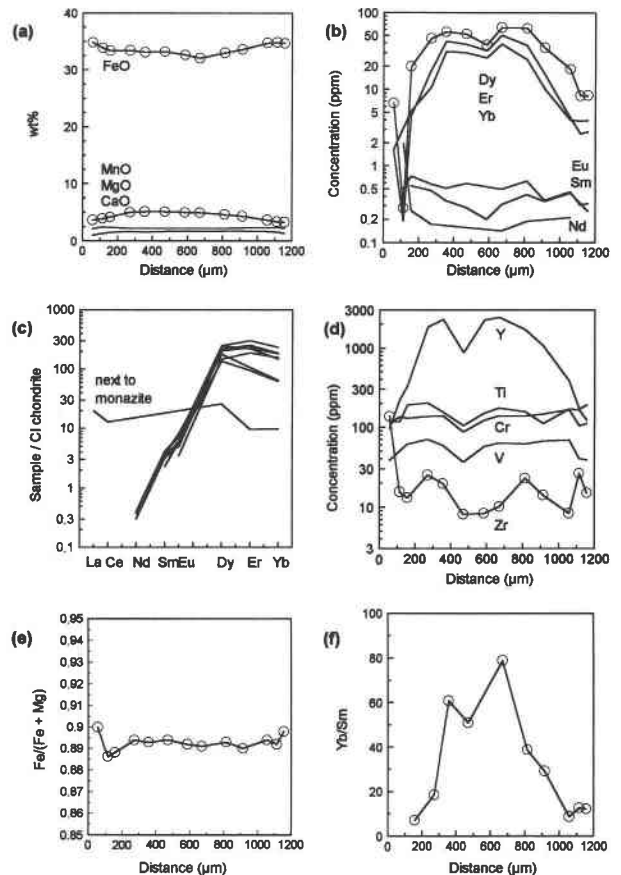 (a)
40
35
30
25
20
15
10
5
0
wt%
FeO
MnO
MgO
CaO
0 200 400 600 800 1000 1200
Distance (µm)
(b)
100
50
20
10
5
2
1
0.5
0.2
0.1
Concentration (ppm)
Dy
Er
Yb
Eu
Sm
Nd
0 200 400 600 800 1000 1200
Distance (µm)
(c)
1000
300
100
30
10
3
1
0.3
0,1
Sample / CI chondrite
next to
monazite
La Ce Nd SmEu Dy Er Yb
(d)
3000
1000
300
100
30
10
3
Concentration (ppm)
Y
Ti
Cr
V
Zr
0 200 400 600 800 1000 1200
Distance (µm)
(e)
0.95
0.94
0.93
0.92
0.91
0.9
0.89
0.88
0.87
0.86
0.85
Fe/(Fe + Mg)
0 200 400 600 800 1000 1200
Distance (µm)
(f)
100
80
60
40
20
0
Yb/Sm
0 200 400 600 800 1000 1200
Distance (µm)